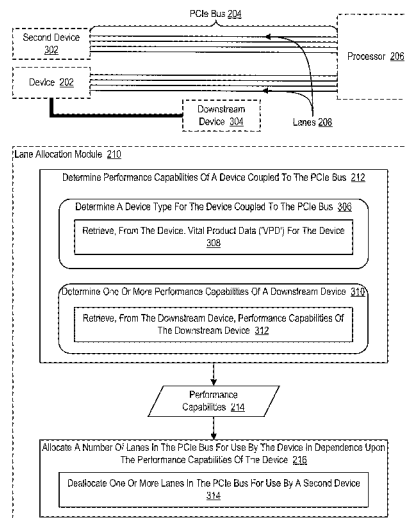 PCIe Bus 204
Second Device
302
Processor
206
Device 202
Downstream
Device 304
Lanes 208
Lane Allocation Module 210
Determine Performance Capabilities Of A Device Coupled To The PCIe Bus 212
Determine A Device Type For The Device Coupled To The PCIe Bus 306
Retrieve, From The Device, Vital Product Data ('VPD') For The Device
308
Determine One Or More Performance Capabilities Of A Downstream Device 310
Retrieve, From The Downstream Device, Performance Capabilities Of
The Downstream Device 312
Performance
Capabilities 214
Allocate A Number Of Lanes In The PCIe Bus For Use By The Device In Dependence Upon
The Performance Capabilities Of The Device 216
Deallocate One Or More Lanes In The PCIe Bus For Use By A Second Device
314